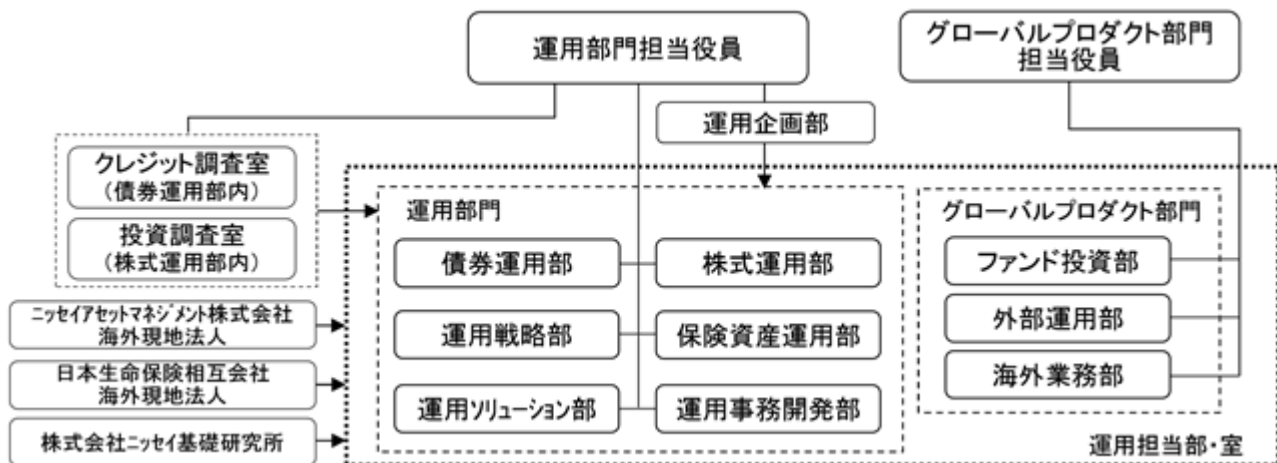 運用部門担当役員
グローバルプロダクト部門
担当役員
運用企画部
クレジット調査室
(債券運用部内)
投資調査室
(株式運用部内)
ニッセイアセットマネジメント株式会社
海外現地法人
日本生命保険相互会社
海外現地法人
株式会社ニッセイ基礎研究所
運用部門
債券運用部
株式運用部
運用戦略部
保険資産運用部
運用ソリューション部
運用事務開発部
グローバルプロダクト部門
ファンド投資部
外部運用部
海外業務部
運用担当部・室